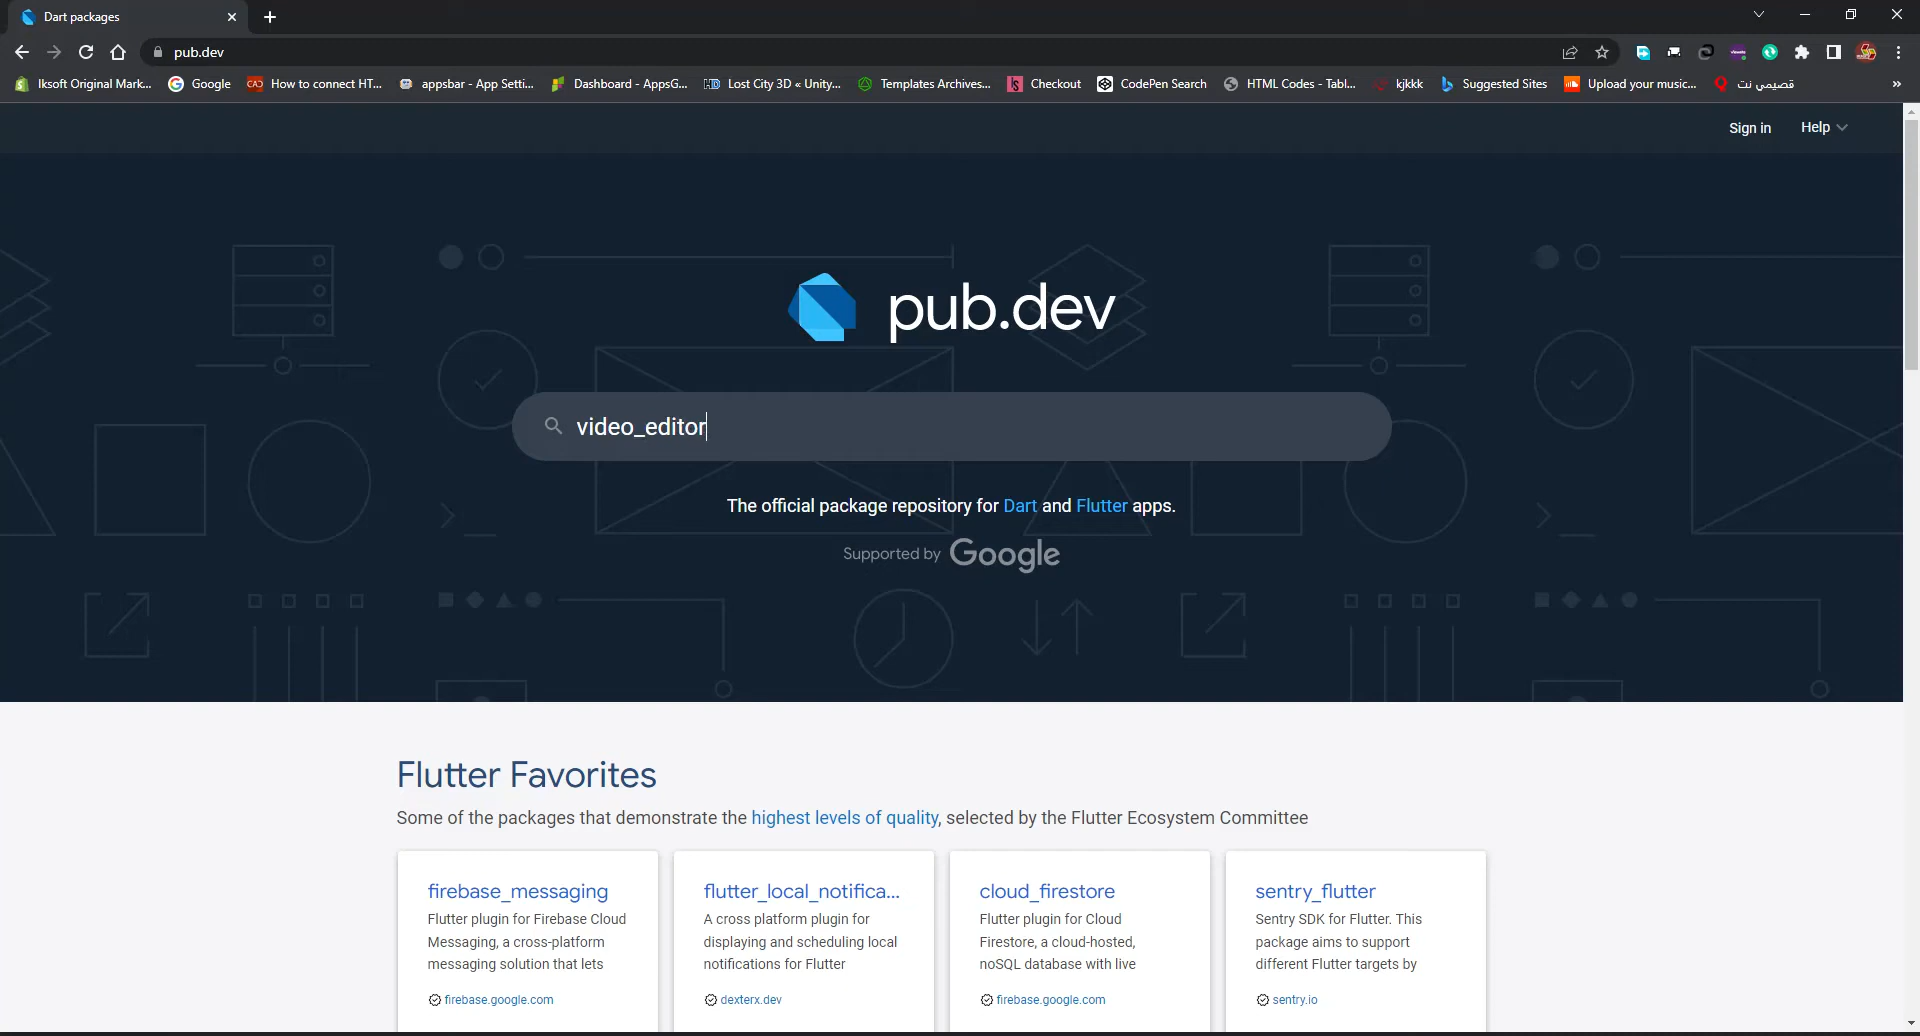 Dart packages
pub.dev
Iksoft Original Mark...
Google
How to connect HT...
appsbar - App Setti...
Dashboard - AppsG...
Lost City 3D « Unity...
Templates Archives...
Checkout
CodePen Search
HTML Codes - Tabl...
kjkkk
Suggested Sites
Upload your music...
قصيمي نت
»
Sign in
Help
pub.dev
video_editor
The official package repository for Dart and Flutter apps.
Supported by Google
Flutter Favorites
Some of the packages that demonstrate the highest levels of quality, selected by the Flutter Ecosystem Committee
firebase_messaging
Flutter plugin for Firebase Cloud
Messaging, a cross-platform
messaging solution that lets
firebase.google.com
flutter_local_notifica...
A cross platform plugin for
displaying and scheduling local
notifications for Flutter
dexterx.dev
cloud_firestore
Flutter plugin for Cloud
Firestore, a cloud-hosted,
noSQL database with live
firebase.google.com
sentry_flutter
Sentry SDK for Flutter. This
package aims to support
different Flutter targets by
sentry.io